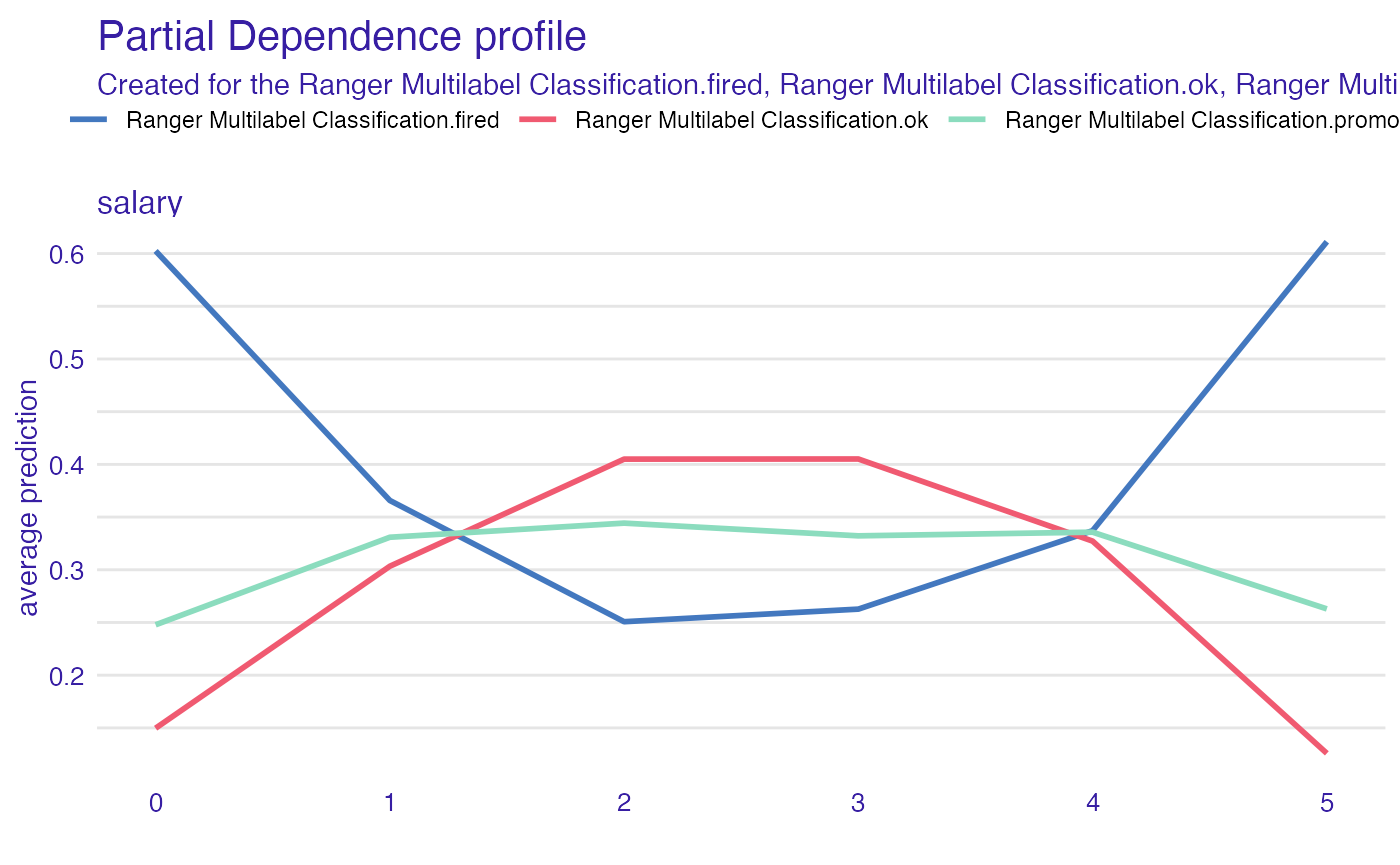 Partial Dependence profile
Created for the Ranger Multilabel Classification.fired, Ranger Multilabel Classification.ok, Ranger Multi
Ranger Multilabel Classification.fired Ranger Multilabel Classification.ok Ranger Multilabel Classification.promo
salary
0.6
0.5
0.4
0.3
0.2
average prediction
0 1 2 3 4 5